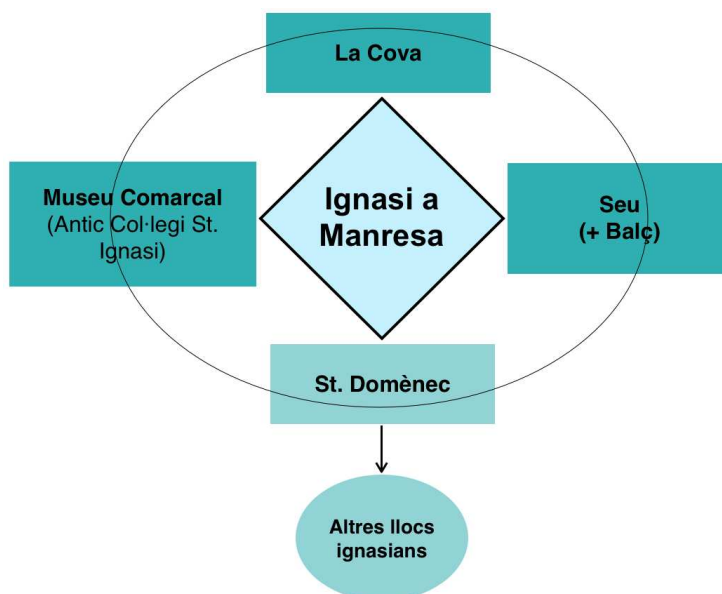 La Cova
Museu Comarcal
(Antic Col·legi St.
Ignasi)
Ignasi a
Manresa
Seu
(+ Balç)
St. Domènec
Altres llocs
ignasians